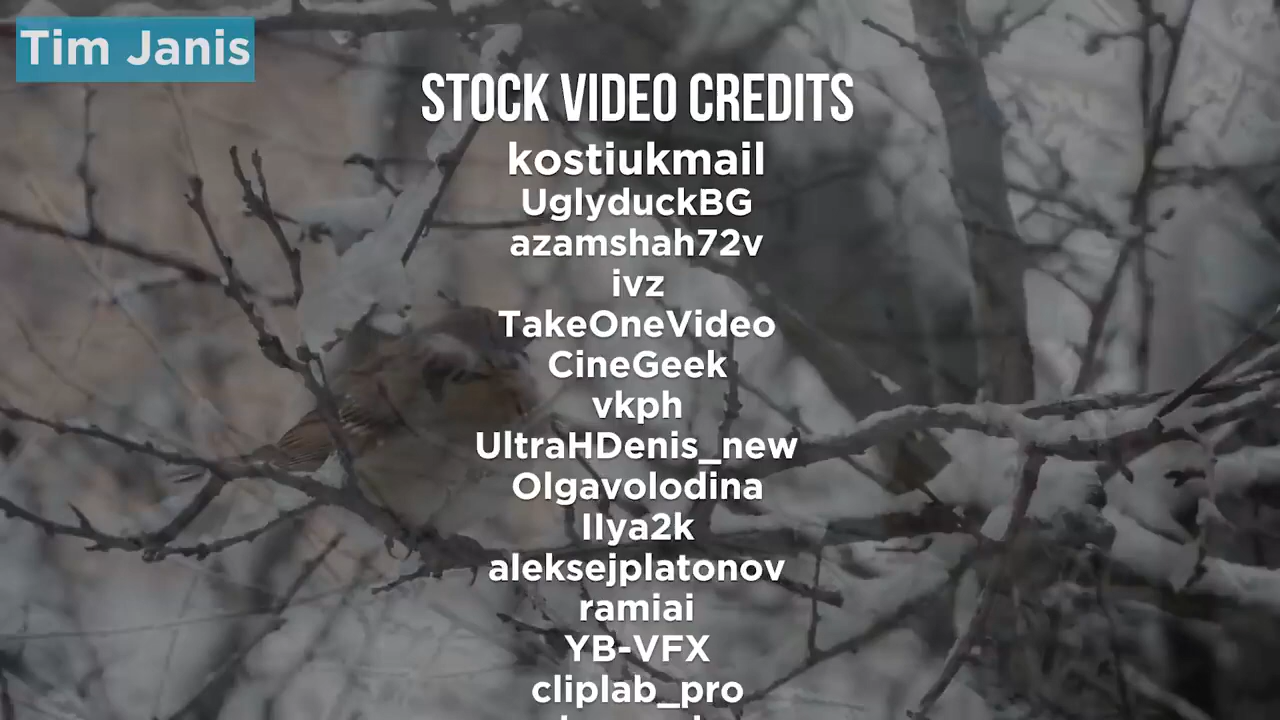 Tim Janis
STOCK VIDEO CREDITS
kostiukmail
UglyduckBG
azamshah72v
ivz
TakeOneVideo
CineGeek
vkph
UltraHDenis_new
Olgavolodina
IIya2k
aleksejplatonov
ramiai
YB-VFX
cliplab_pro